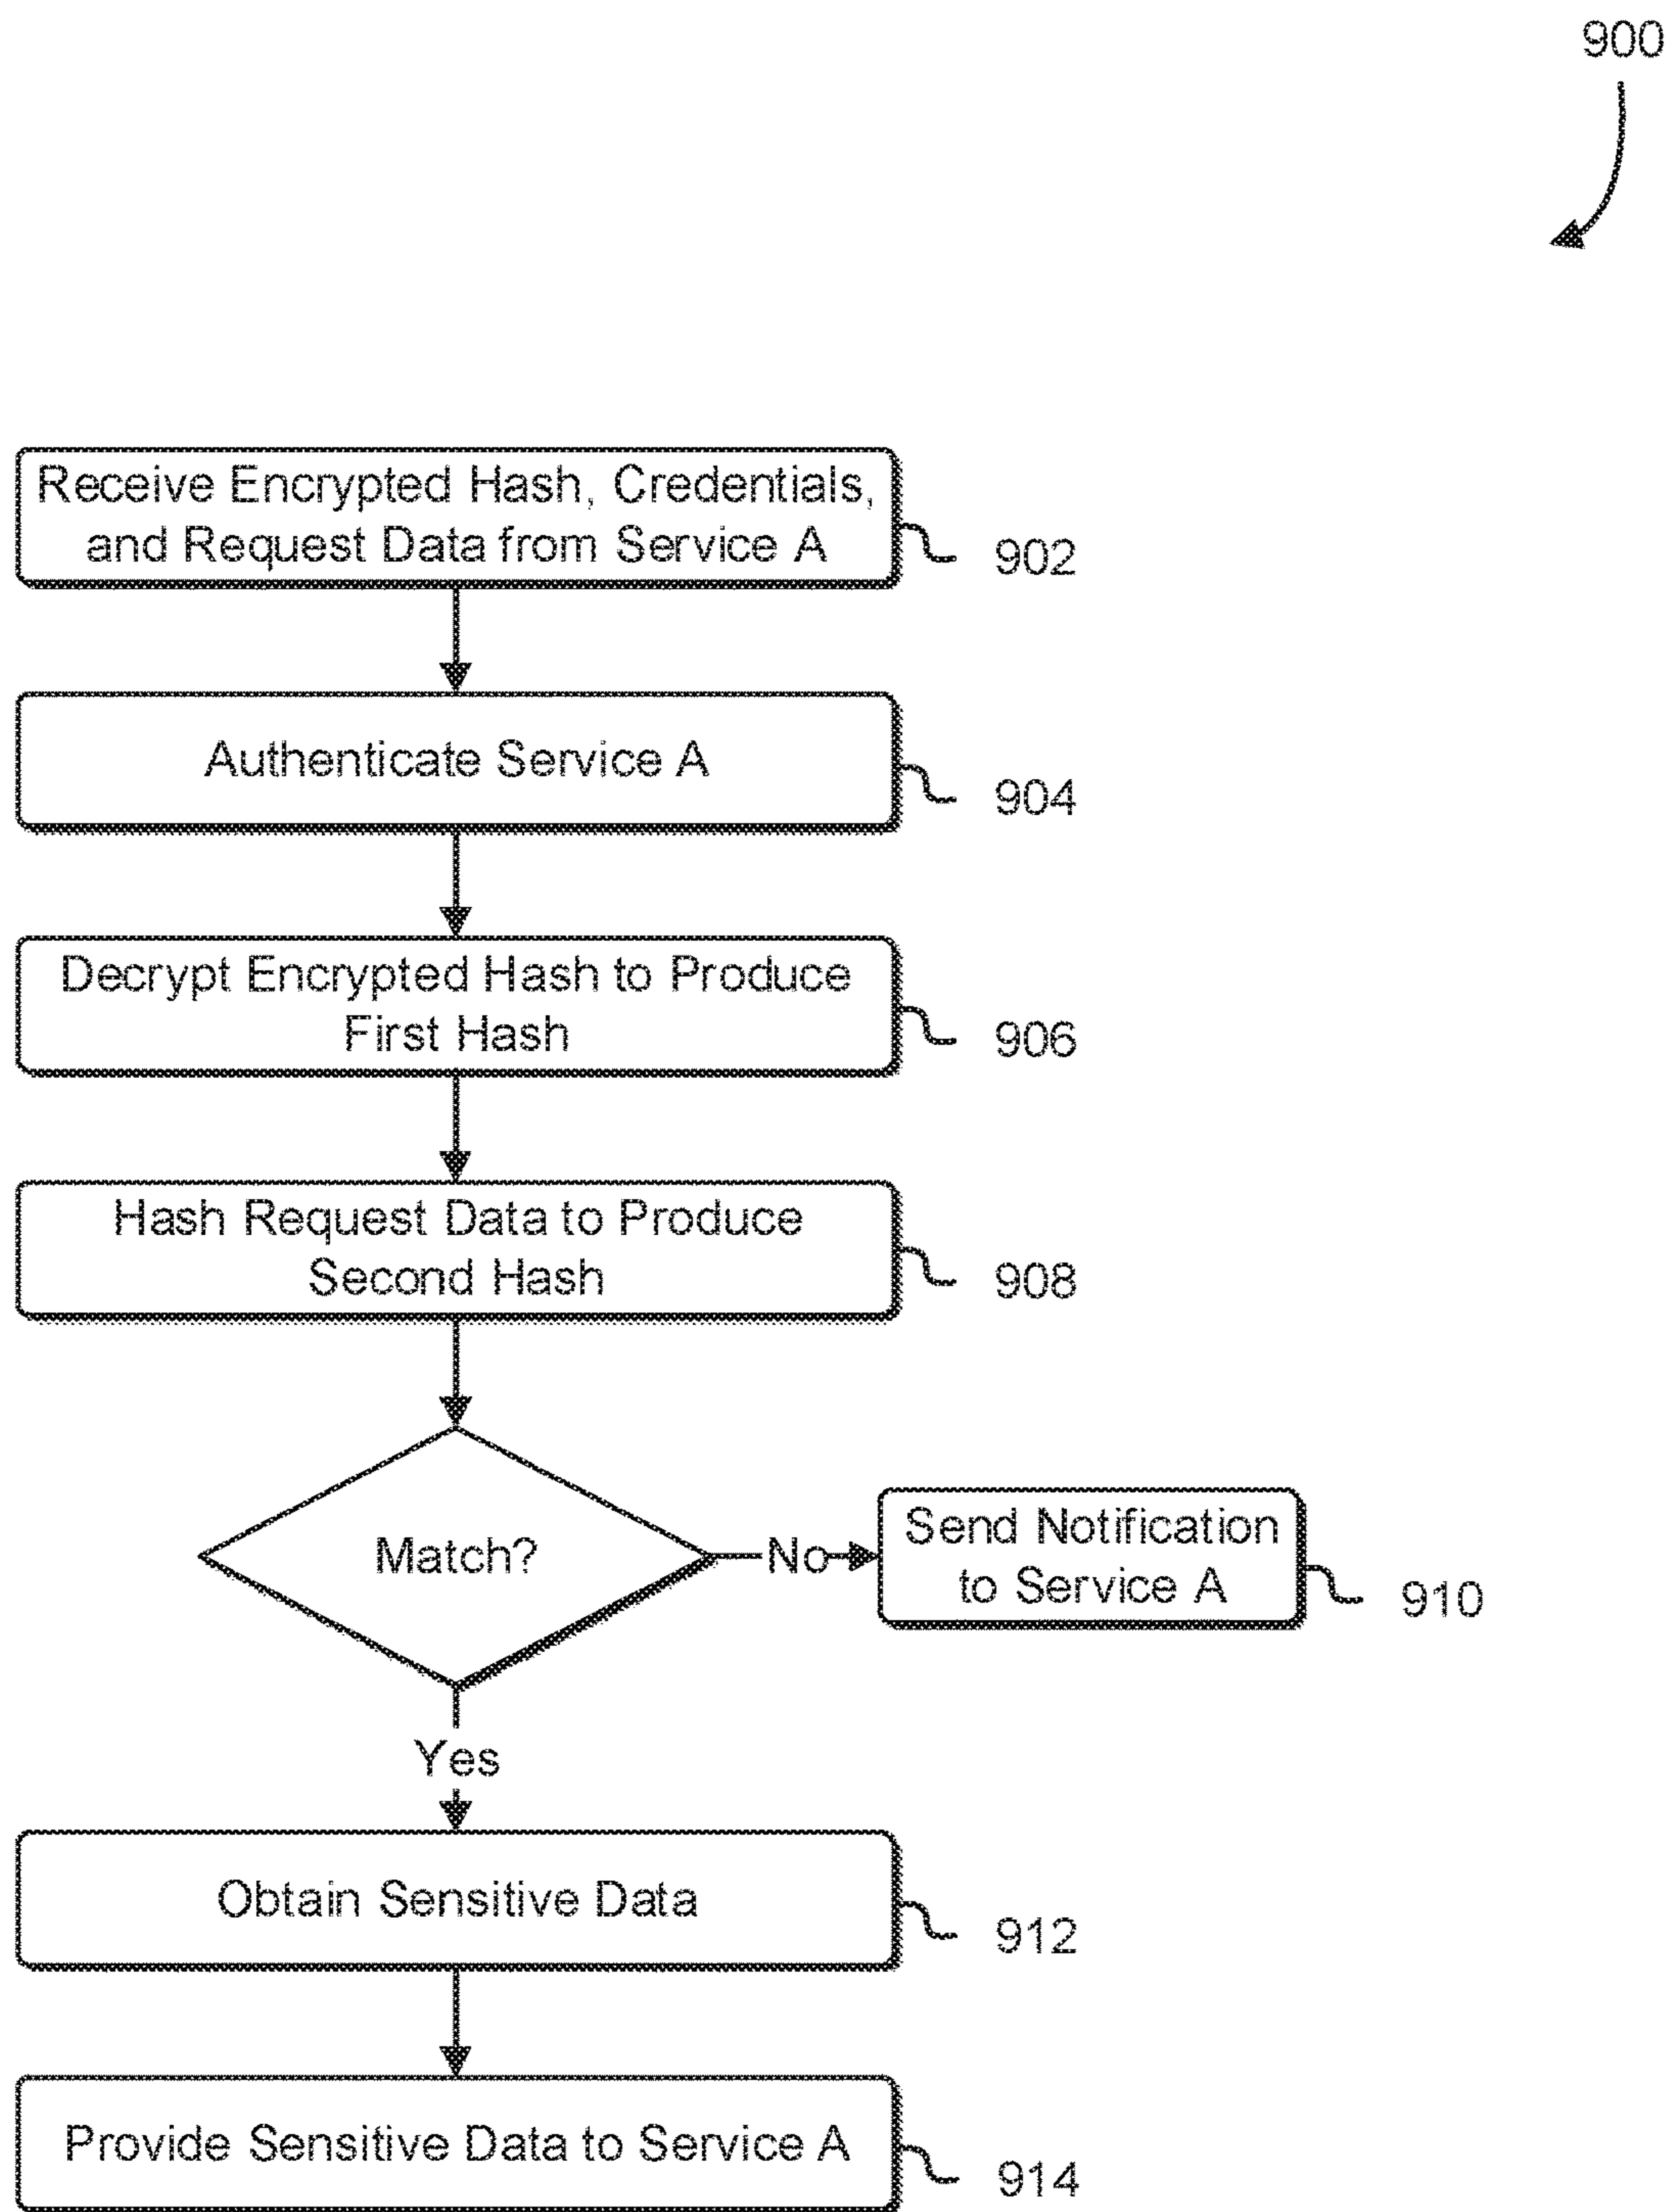 900
Receive Encrypted Hash, Credentials,
and Request Data from Service A
902
Authenticate Service A
904
Decrypt Encrypted Hash to Produce
First Hash
906
Hash Request Data to Produce
Second Hash
908
Match?
No
Send Notification
to Service A
910
Yes
Obtain Sensitive Data
912
Provide Sensitive Data to Service A
914